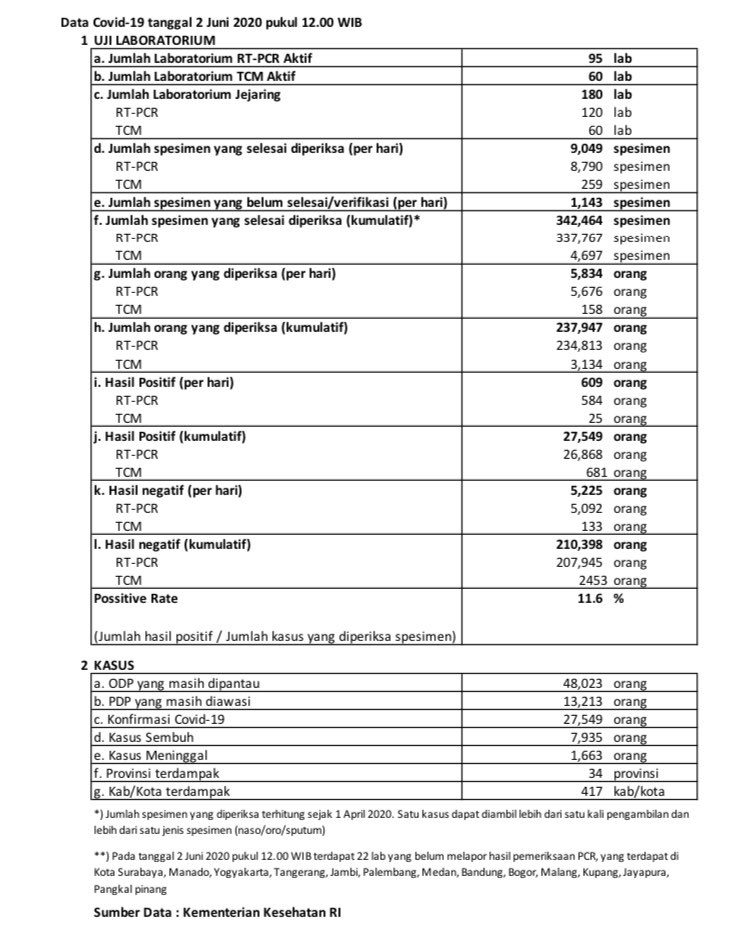 Data Covid-19 tanggal 2 Juni 2020 pukul 12.00 WIB
1 UJI LABORATORIUM
a. Jumlah Laboratorium RT-PCR Aktif 95 lab
b. Jumlah Laboratorium TCM Aktif 60 lab
c. Jumlah Laboratorium Jejaring 180 lab
RT-PCR 120 lab
TCM 60 lab
d. Jumlah spesimen yang selesai diperiksa (per hari) 9,049 spesimen
RT-PCR 8,790 spesimen
TCM 259 spesimen
e. Jumlah spesimen yang belum selesai/verifikasi (per hari) 1,143 spesimen
f. Jumlah spesimen yang selesai diperiksa (kumulatif)* 342,464 spesimen
RT-PCR 337,767 spesimen
TCM 4,697 spesimen
g. Jumlah orang yang diperiksa (per hari) 5,834 orang
RT-PCR 5,676 orang
TCM 158 orang
h. Jumlah orang yang diperiksa (kumulatif) 237,947 orang
RT-PCR 234,813 orang
TCM 3,134 orang
i. Hasil Positif (per hari) 609 orang
RT-PCR 584 orang
TCM 25 orang
j. Hasil Positif (kumulatif) 27,549 orang
RT-PCR 26,868 orang
TCM 681 orang
k. Hasil negatif (per hari) 5,225 orang
RT-PCR 5,092 orang
TCM 133 orang
l. Hasil negatif (kumulatif) 210,398 orang
RT-PCR 207,945 orang
TCM 2453 orang
Possitive Rate 11.6 %
(Jumlah hasil positif / Jumlah kasus yang diperiksa spesimen)
2 KASUS
a. ODP yang masih dipantau 48,023 orang
b. PDP yang masih diawasi 13,213 orang
c. Konfirmasi Covid-19 27,549 orang
d. Kasus Sembuh 7,935 orang
e. Kasus Meninggal 1,663 orang
f. Provinsi terdampak 34 provinsi
g. Kab/Kota terdampak 417 kab/kota
*) Jumlah spesimen yang diperiksa terhitung sejak 1 April 2020. Satu kasus dapat diambil lebih dari satu kali pengambilan dan
lebih dari satu jenis spesimen (naso/oro/sputum)
**) Pada tanggal 2 Juni 2020 pukul 12.00 WIB terdapat 22 lab yang belum melapor hasil pemeriksaan PCR, yang terdapat di
Kota Surabaya, Manado, Yogyakarta, Tangerang, Jambi, Palembang, Medan, Bandung, Bogor, Malang, Kupang, Jayapura,
Pangkal pinang
Sumber Data : Kementerian Kesehatan RI